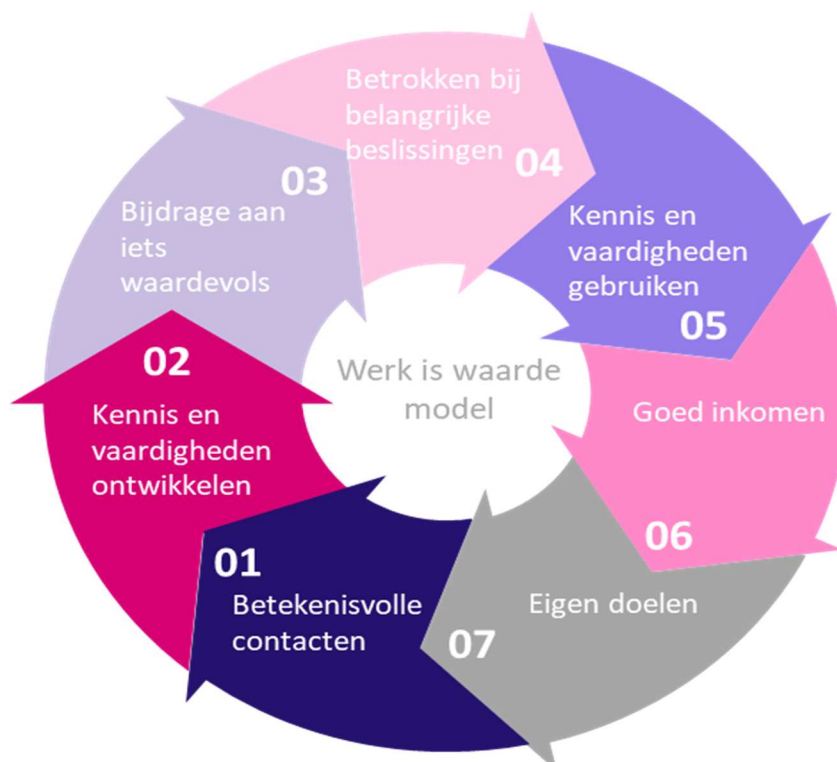 01
Betekenisvolle
contacten
02
Kennis en
vaardigheden
ontwikkelen
03
Bijdrage aan
iets
waardevols
Betrokken bij
belangrijke
beslissingen
04
Kennis en
vaardigheden
gebruiken
05
Goed inkomen
06
Eigen doelen
07
Werk is waarde
model